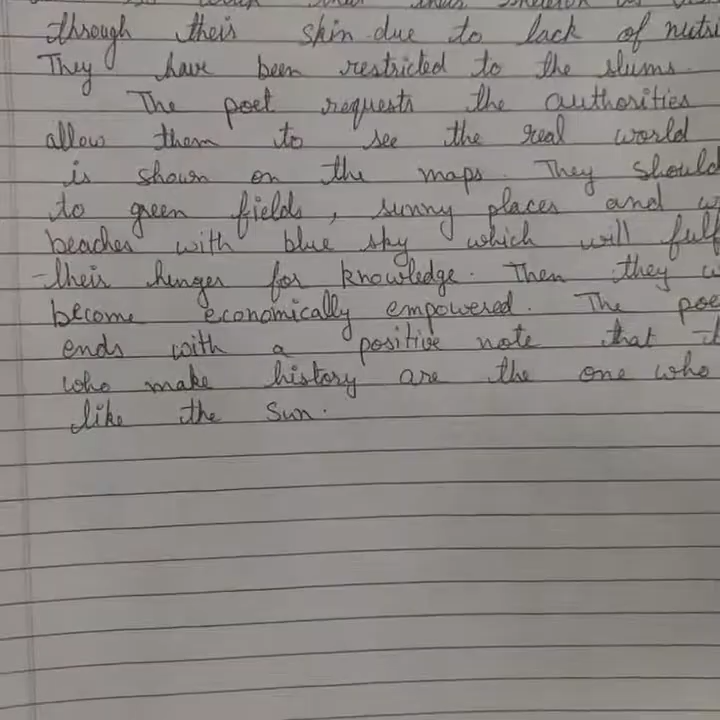 through their skin due to lack of nutri
They have been restricted to the slums.
The poet requests the authorities
allow them to see the real world
is shown on the maps. They should
to green fields, sunny places and
beaches with blue sky which will fulf
their hunger for knowledge. Then they
become economically empowered. The poe
ends with a positive note that
who make history are the one who
like the Sun.